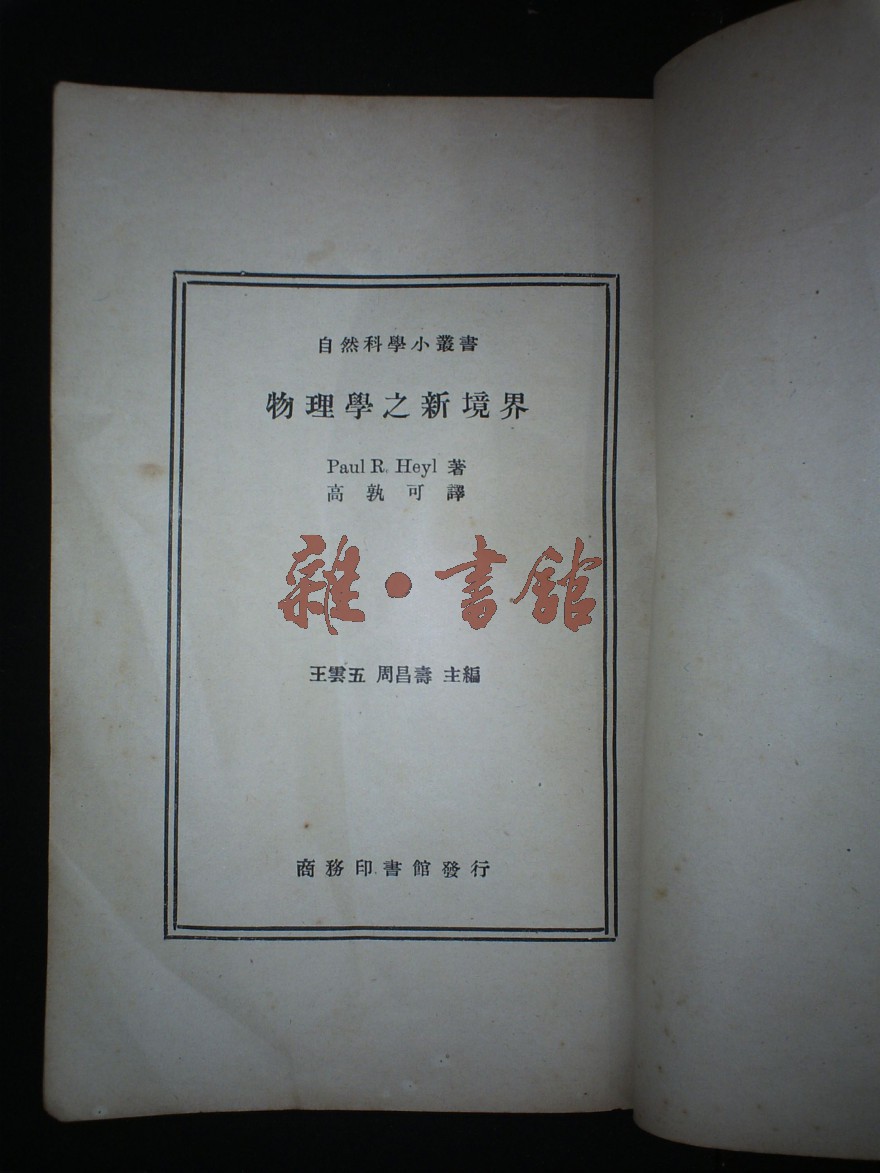 自然科學小叢書
物理學之新境界
Paul R. Heyl 著
高孰可譯
雜·書館
王雲五 周昌壽 主編
商務印書館發行